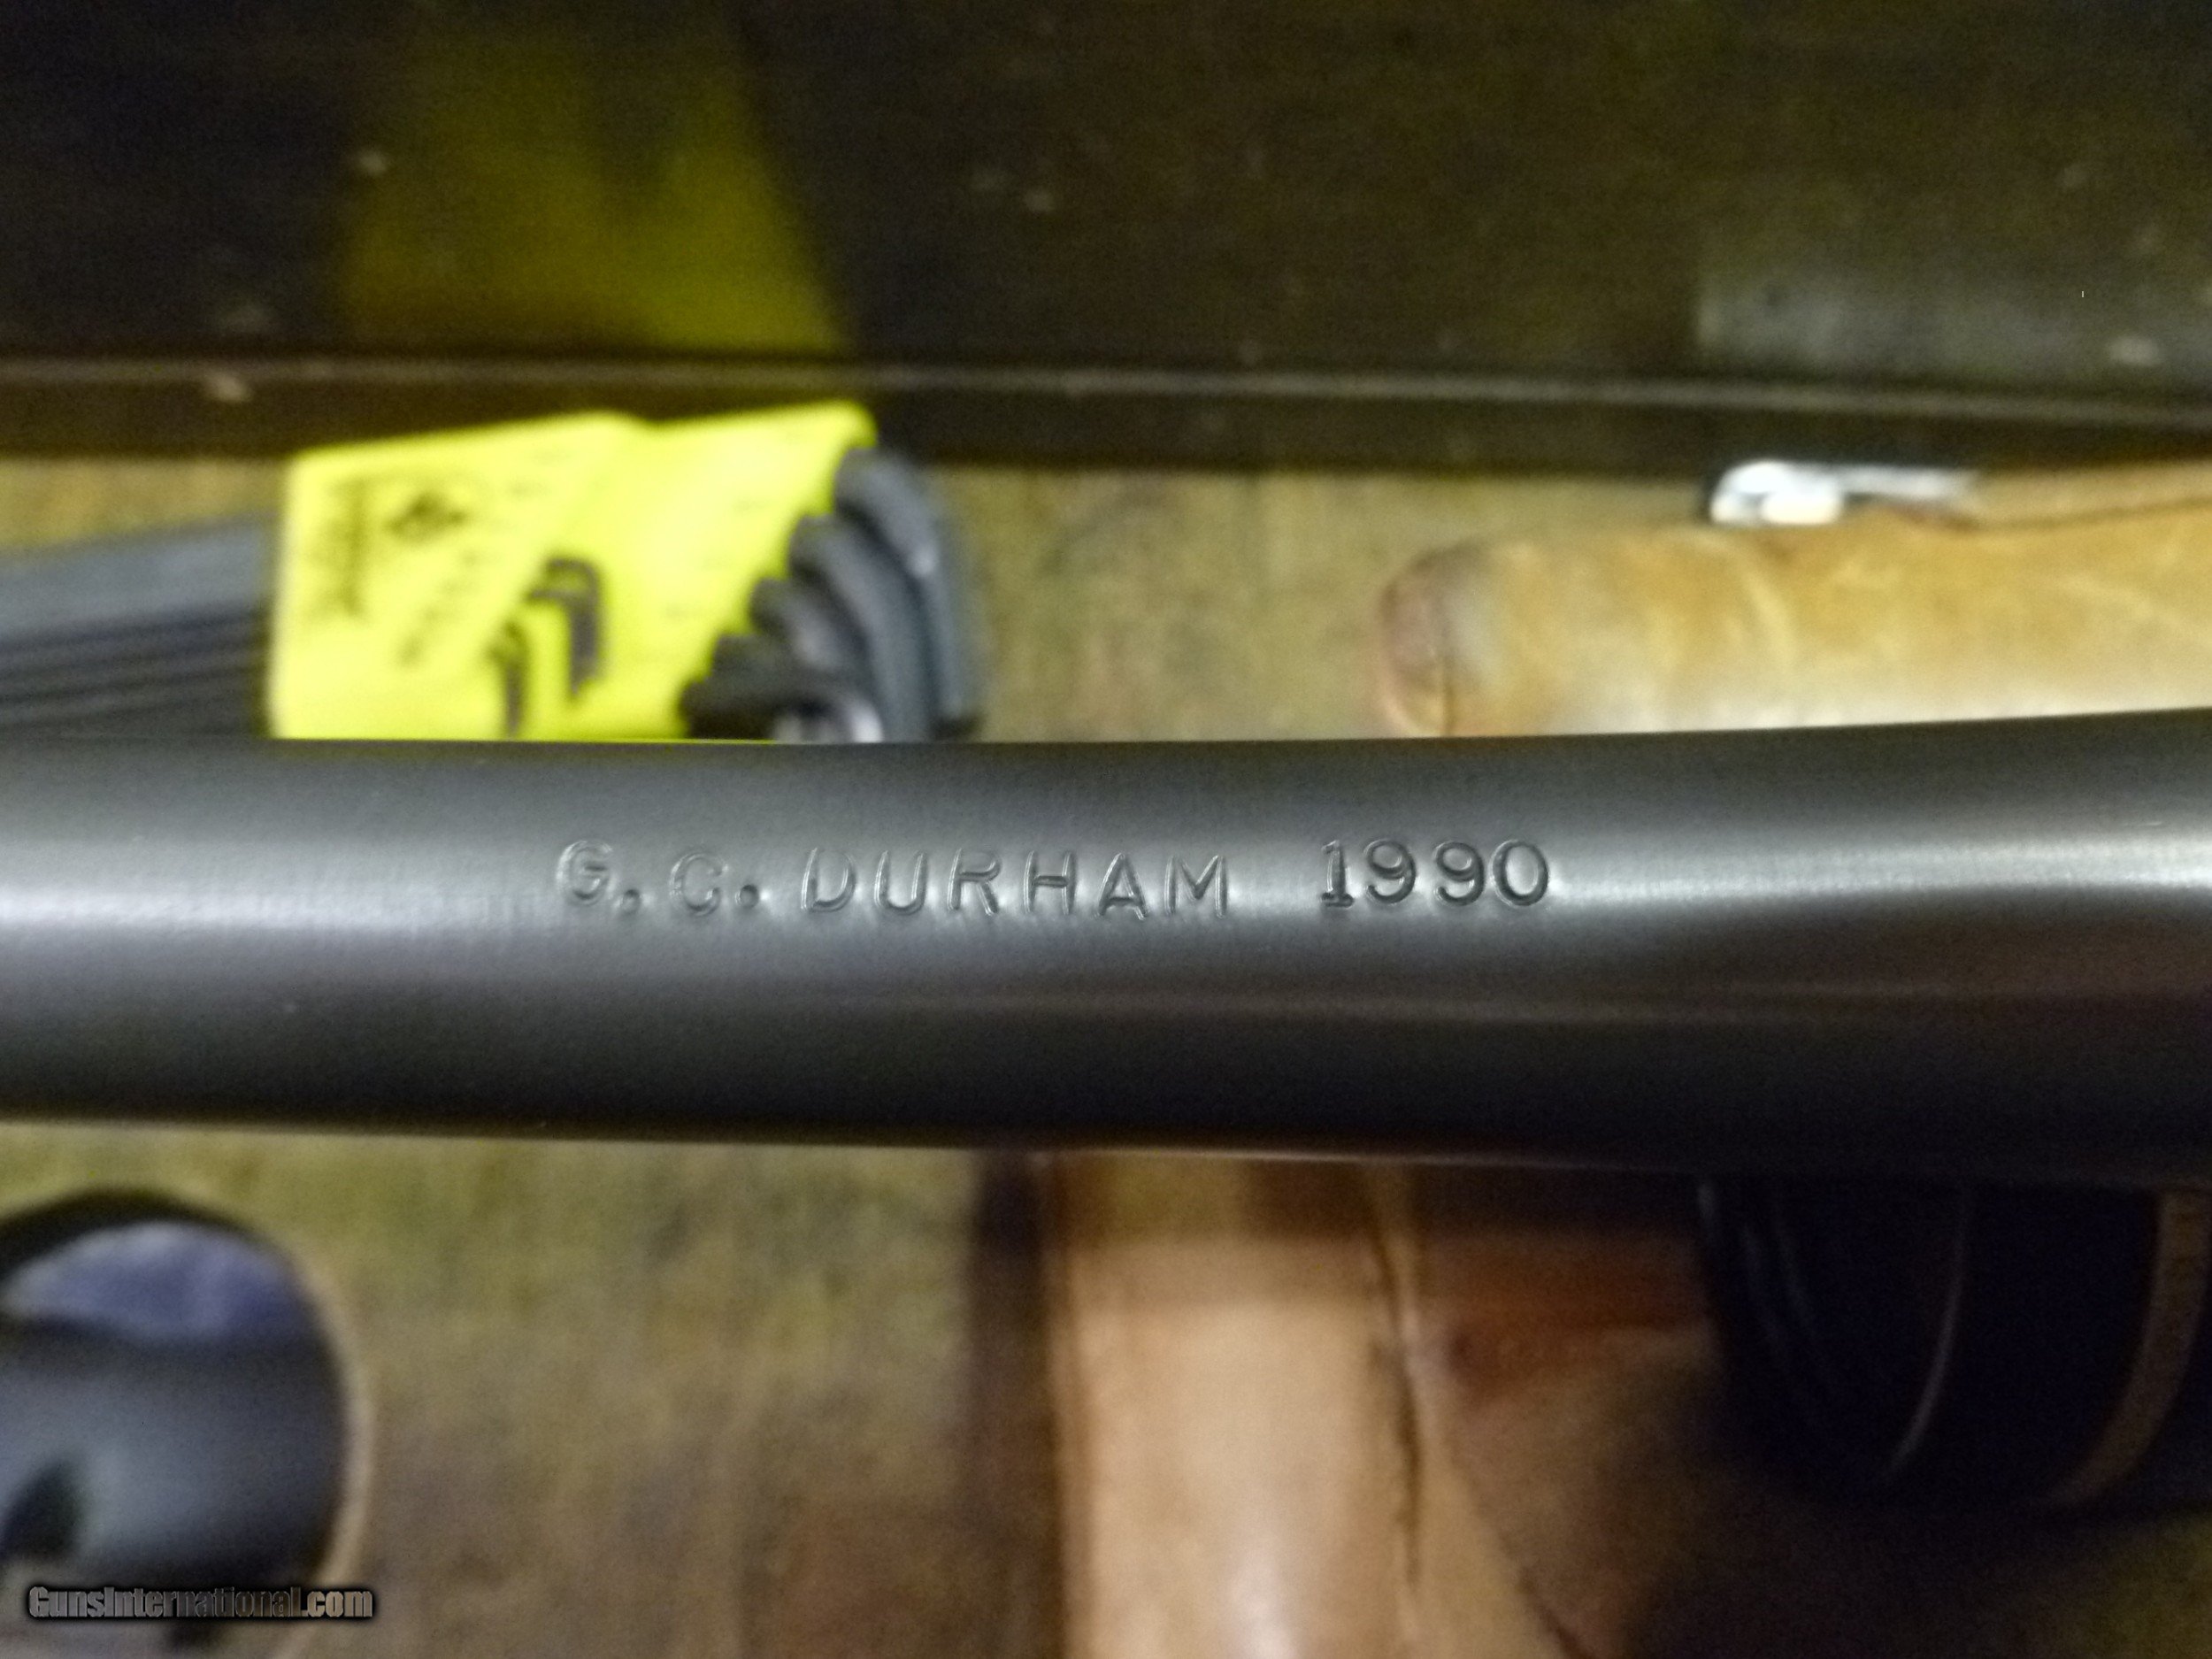 G. C. DURHAM 1990
GunsInternational.com